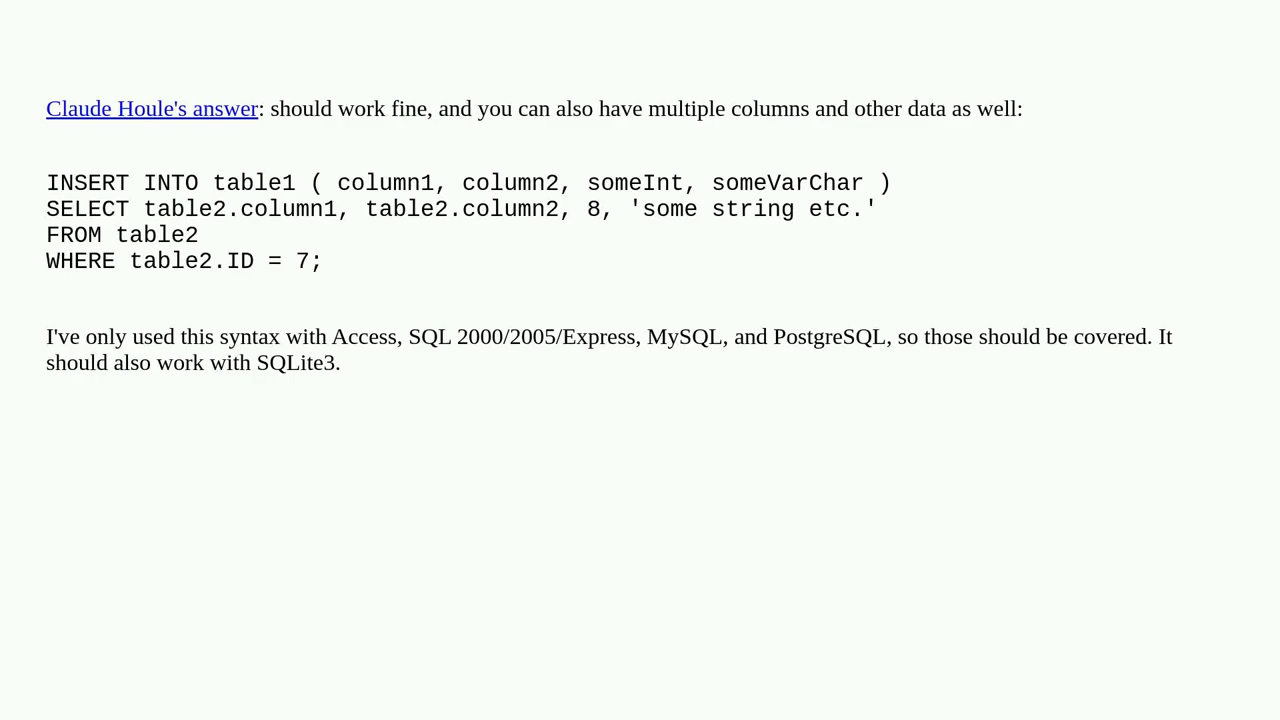 Claude Houle's answer: should work fine, and you can also have multiple columns and other data as well:
INSERT INTO table1 ( column1, column2, someInt, someVarChar )
SELECT table2.column1, table2.column2, 8, 'some string etc.'
FROM table2
WHERE table2.ID = 7;
I've only used this syntax with Access, SQL 2000/2005/Express, MySQL, and PostgreSQL, so those should be covered. It
should also work with SQLite3.